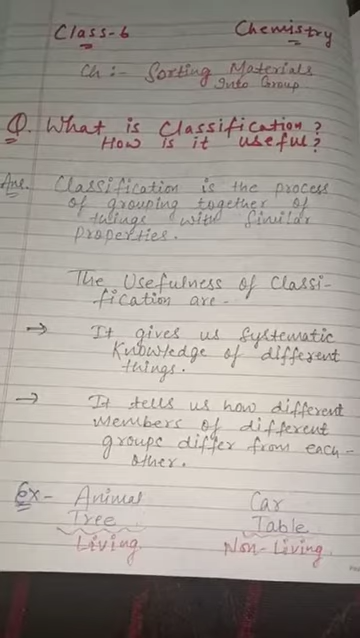 Class-6 Chemistry
Ch:- Sorting Materials
Into Group
Q. What is Classification?
How is it useful?
Ans. Classification is the process
of grouping together of
things with Similar
properties.
The Usefulness of Classi-
fication are-
→ It gives us Systematic
Knowledge of different
things.
→ It tells us how different
members of different
groups differ from each-
other.
Ex- Animal Car
Tree Table
Living Non-Living